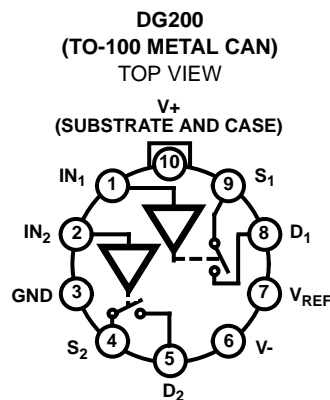 DG200
(TO-100 METAL CAN)
TOP VIEW
V+
(SUBSTRATE AND CASE)
10
IN1
1
9
S1
IN2
2
8
D1
GND
3
7
VREF
4
S2
5
D2
6
V-